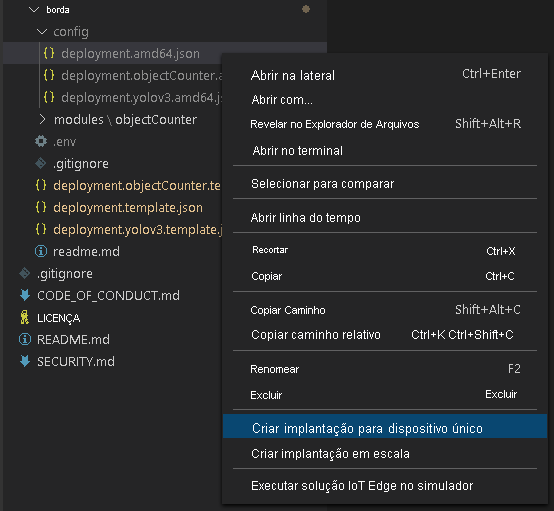 borda
config
deployment.amd64.json
deployment.objectCounter.a
deployment.yolov3.amd64.js
modules \ objectCounter
.env
.gitignore
deployment.objectCounter.te
deployment.template.json
deployment.yolov3.template.j
readme.md
.gitignore
CODE_OF_CONDUCT.md
LICENÇA
README.md
SECURITY.md
Abrir na lateral Ctrl+Enter
Abrir com...
Revelar no Explorador de Arquivos Shift+Alt+R
Abrir no terminal
Selecionar para comparar
Abrir linha do tempo
Recortar Ctrl+X
Copiar Ctrl+C
Copiar Caminho Shift+Alt+C
Copiar caminho relativo Ctrl+K Ctrl+Shift+C
Renomear F2
Excluir Excluir
Criar implantação para dispositivo único
Criar implantação em escala
Executar solução IoT Edge no simulador